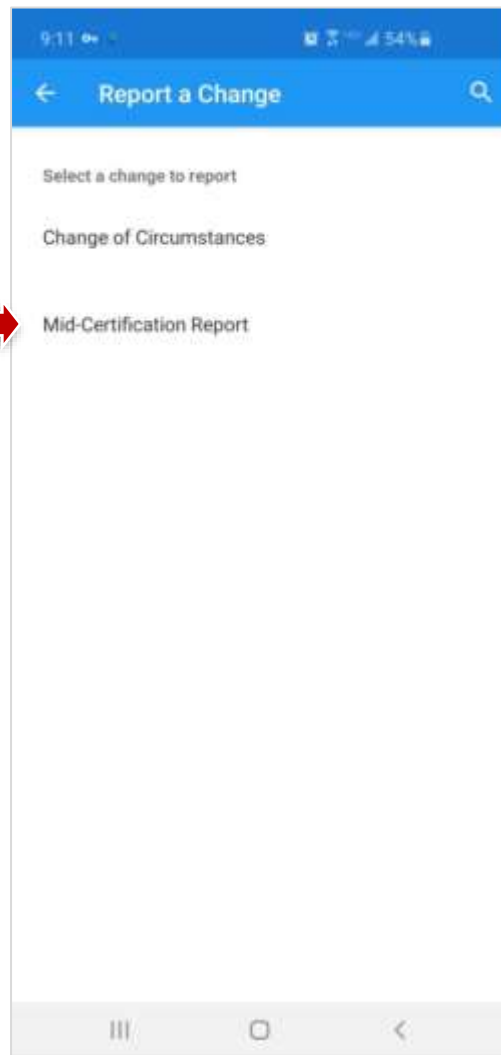 9:11
54%
Report a Change
Select a change to report
Change of Circumstances
Mid-Certification Report